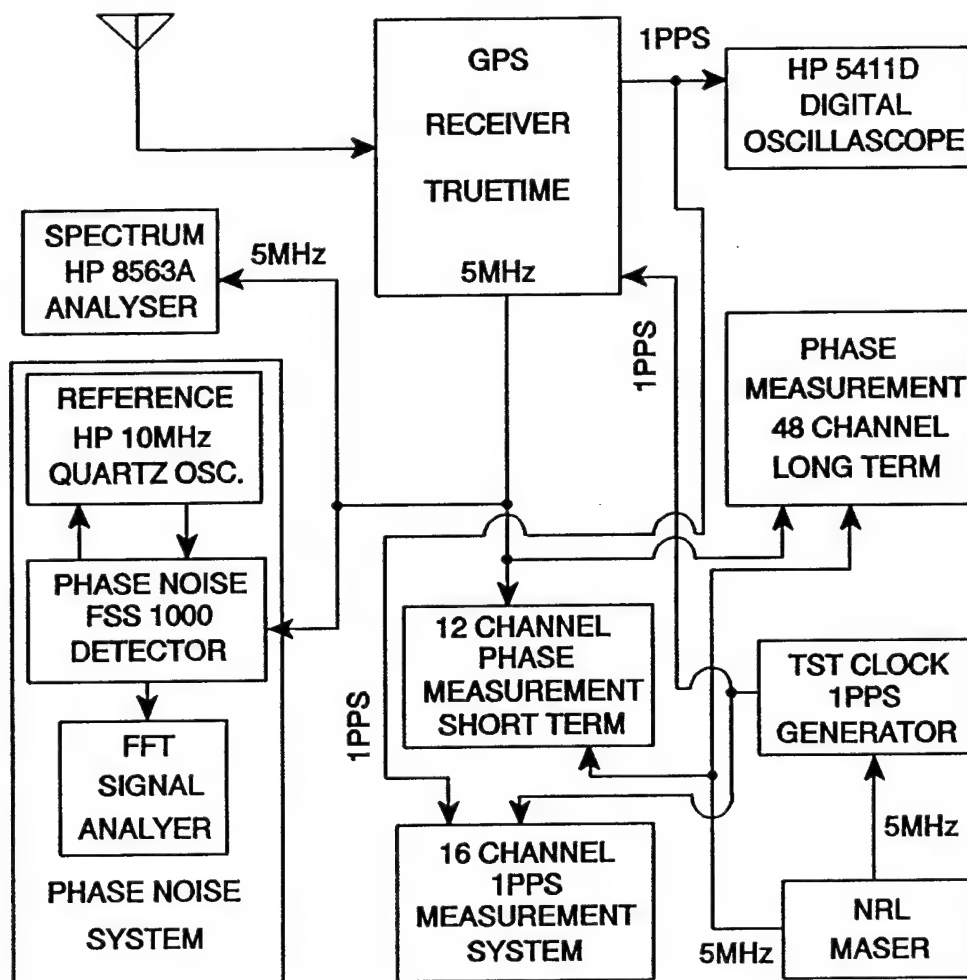 1PPS
GPS
RECEIVER
TRUETIME
5MHz
HP 5411D
DIGITAL
OSCILLASCOPE
SPECTRUM
HP 8563A
ANALYSER
5MHz
1PPS
PHASE
MEASUREMENT
48 CHANNEL
LONG TERM
REFERENCE
HP 10MHz
QUARTZ OSC.
PHASE NOISE
FSS 1000
DETECTOR
12 CHANNEL
PHASE
MEASUREMENT
SHORT TERM
TST CLOCK
1PPS
GENERATOR
1PPS
FFT
SIGNAL
ANALYER
5MHz
16 CHANNEL
1PPS
MEASUREMENT
SYSTEM
PHASE NOISE
SYSTEM
5MHz
NRL
MASER